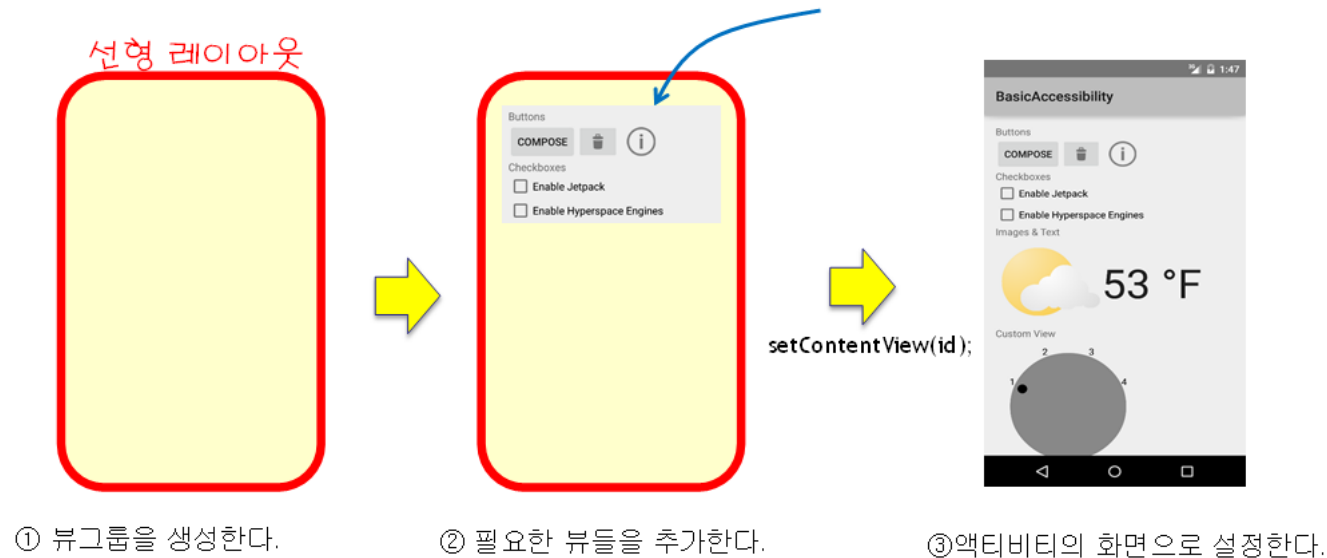 선형 레이아웃
Buttons
COMPOSE
Checkboxes
Enable Jetpack
Enable Hyperspace Engines
setContentView(id);
3G 1:47
BasicAccessibility
Buttons
COMPOSE
Checkboxes
Enable Jetpack
Enable Hyperspace Engines
Images & Text
53 °F
Custom View
2 3
1 4
① 뷰그룹을 생성한다.
② 필요한 뷰들을 추가한다.
③액티비티의 화면으로 설정한다.